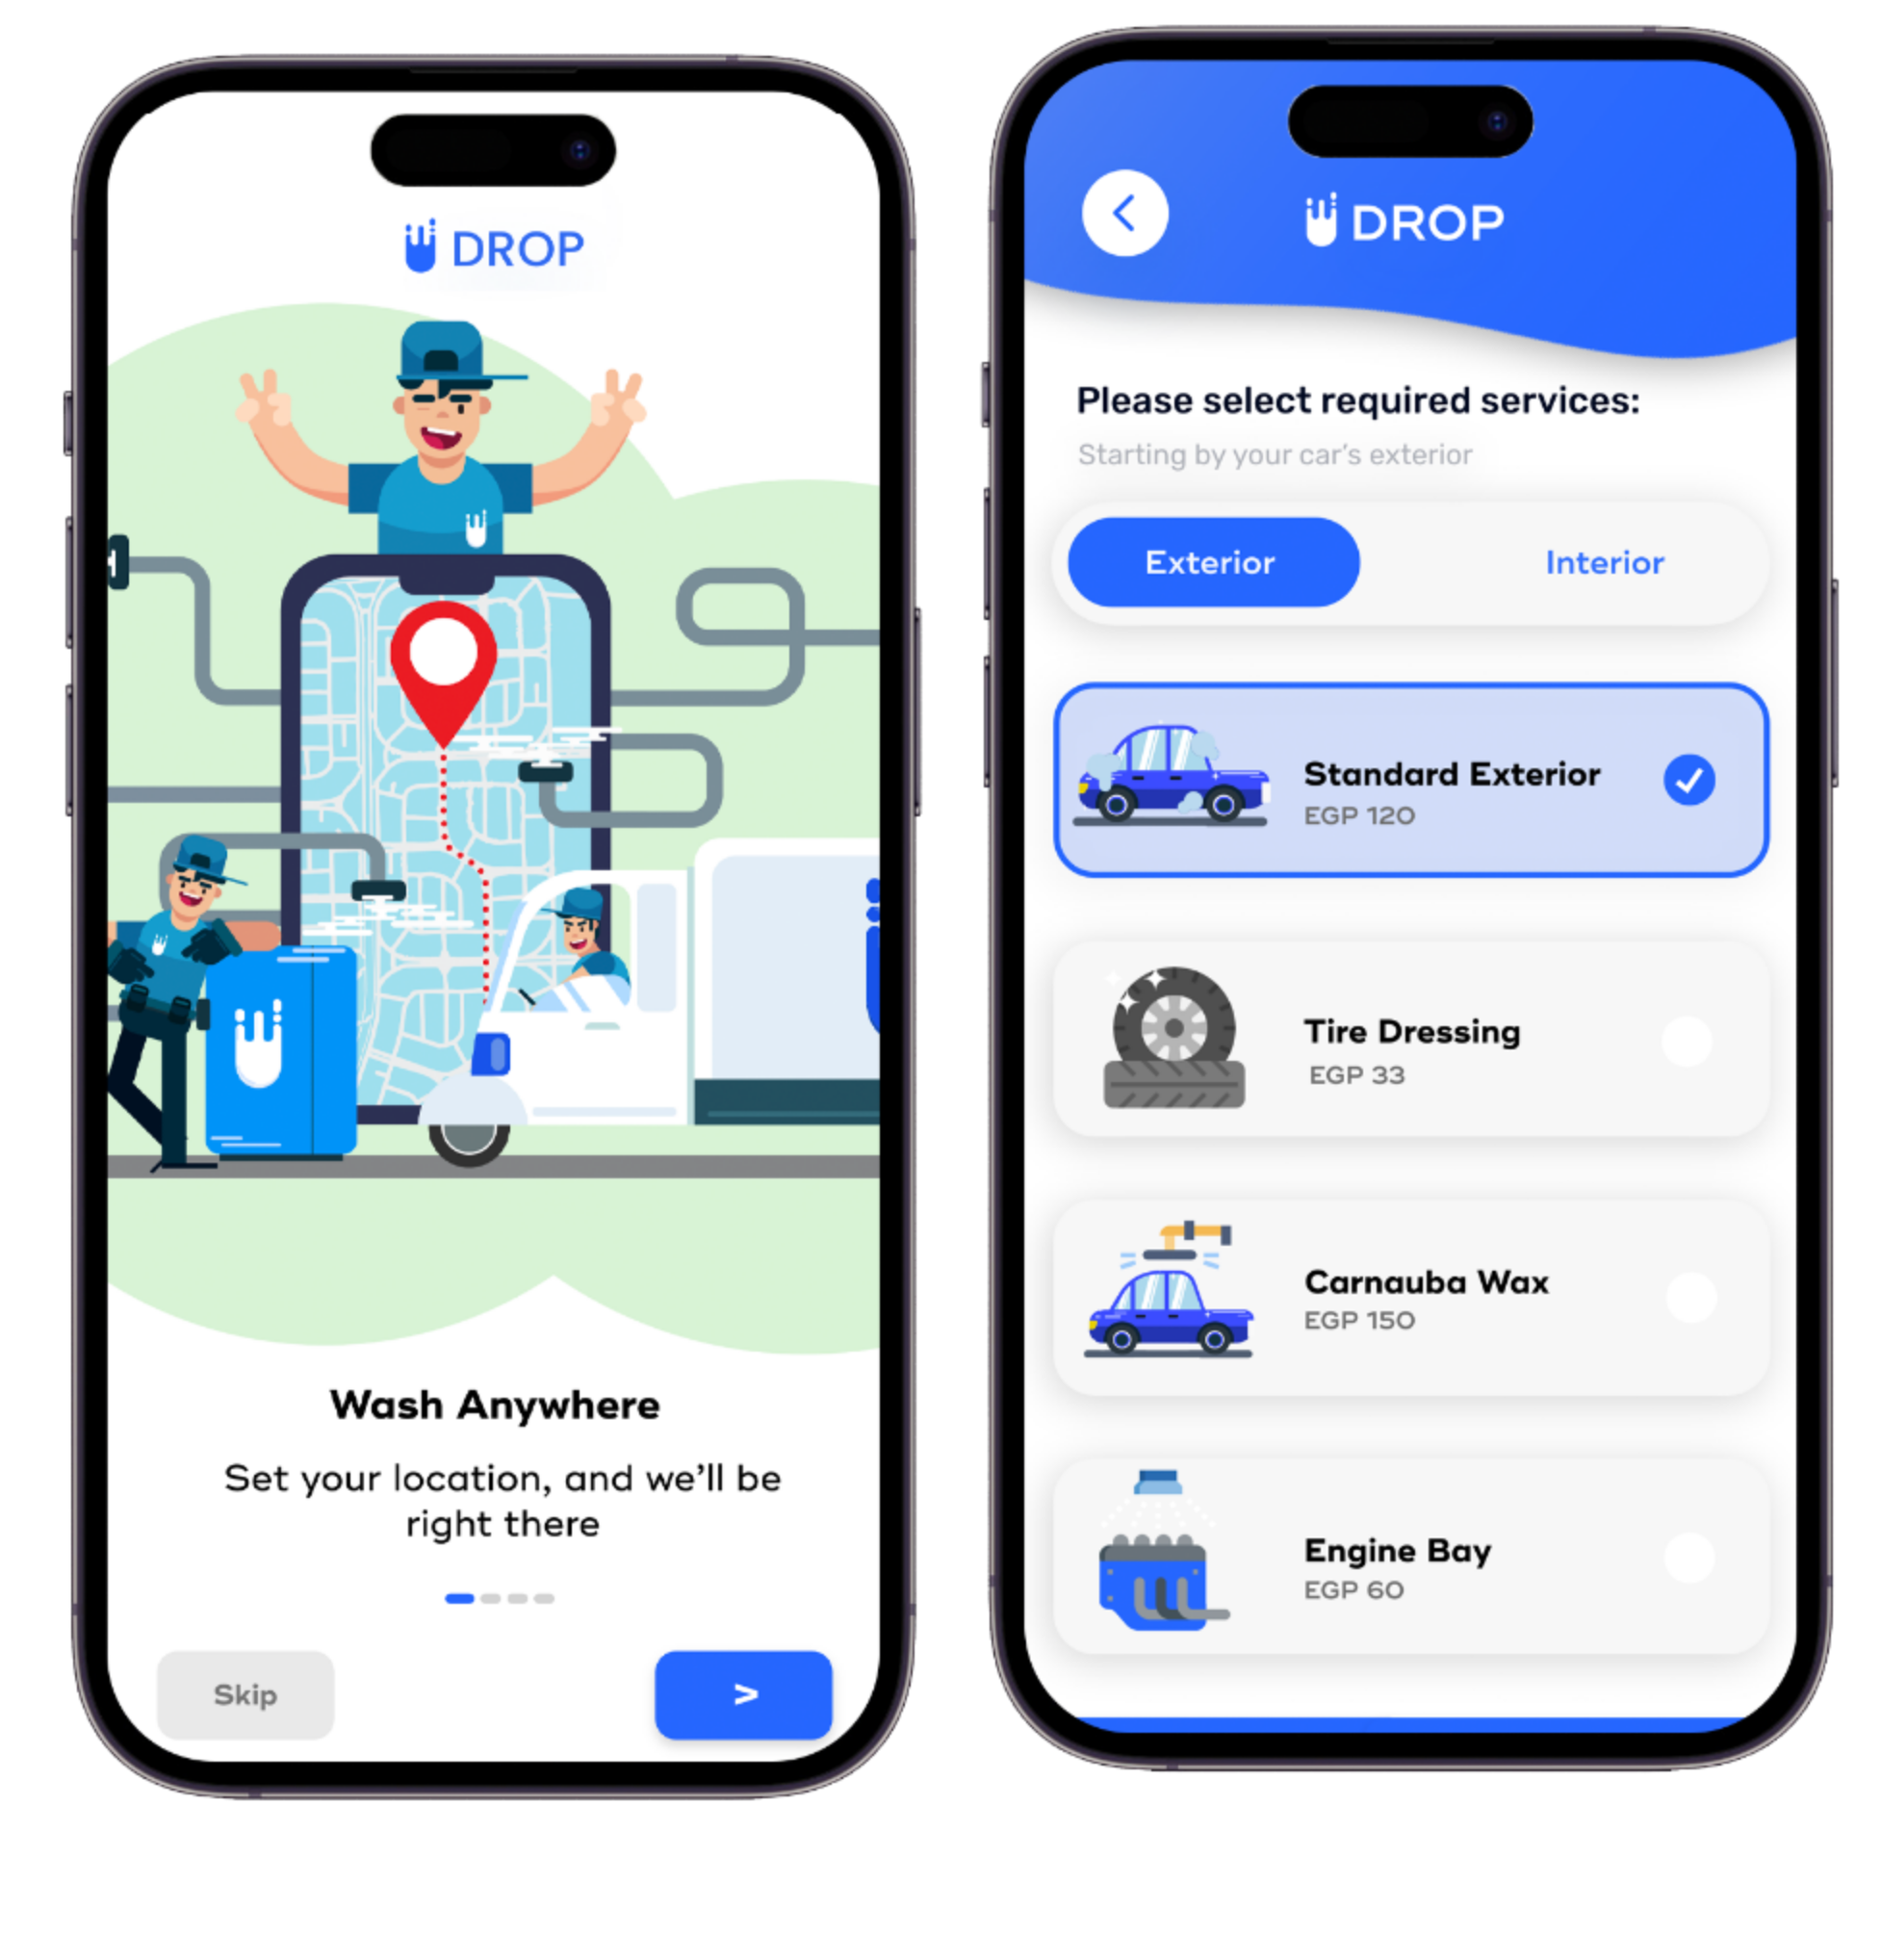 DROP
Wash Anywhere
Set your location, and we'll be
right there
Skip
>
DROP
Please select required services:
Starting by your car's exterior
Exterior
Interior
Standard Exterior
EGP 120
Tire Dressing
EGP 33
Carnauba Wax
EGP 150
Engine Bay
EGP 60